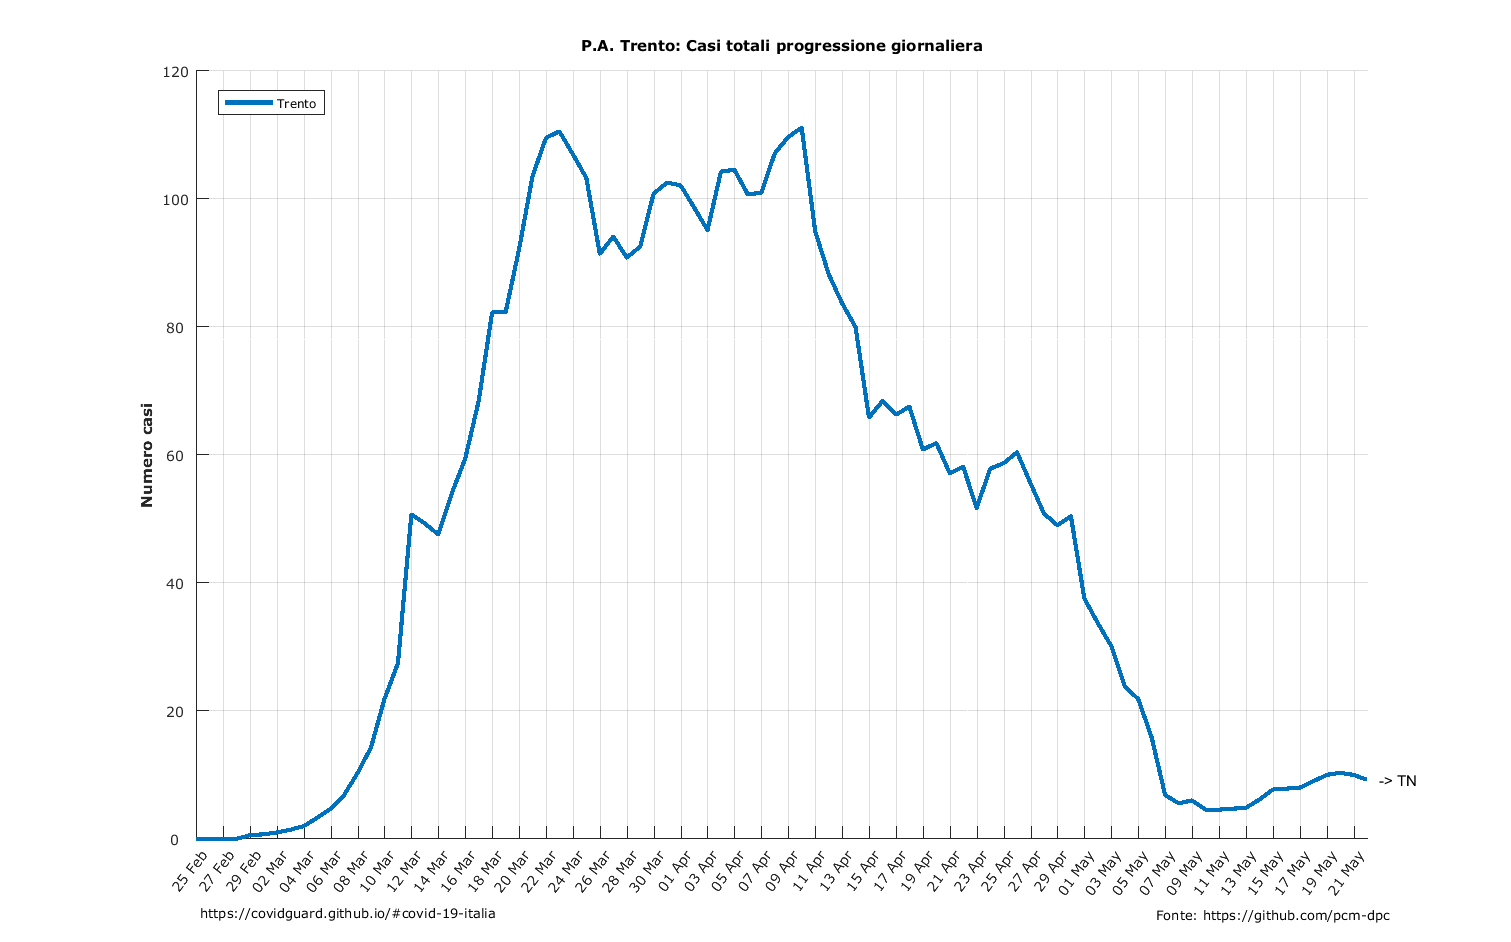 P.A. Trento: Casi totali progressione giornaliera
Trento
Numero casi
120
100
80
60
40
20
0
-> TN
25 Feb
27 Feb
29 Feb
02 Mar
04 Mar
06 Mar
08 Mar
10 Mar
12 Mar
14 Mar
16 Mar
18 Mar
20 Mar
22 Mar
24 Mar
26 Mar
28 Mar
30 Mar
01 Apr
03 Apr
05 Apr
07 Apr
09 Apr
11 Apr
13 Apr
15 Apr
17 Apr
19 Apr
21 Apr
23 Apr
25 Apr
27 Apr
29 Apr
01 May
03 May
05 May
07 May
09 May
11 May
13 May
15 May
17 May
19 May
21 May
https://covidguard.github.io/#covid-19-italia
Fonte: https://github.com/pcm-dpc